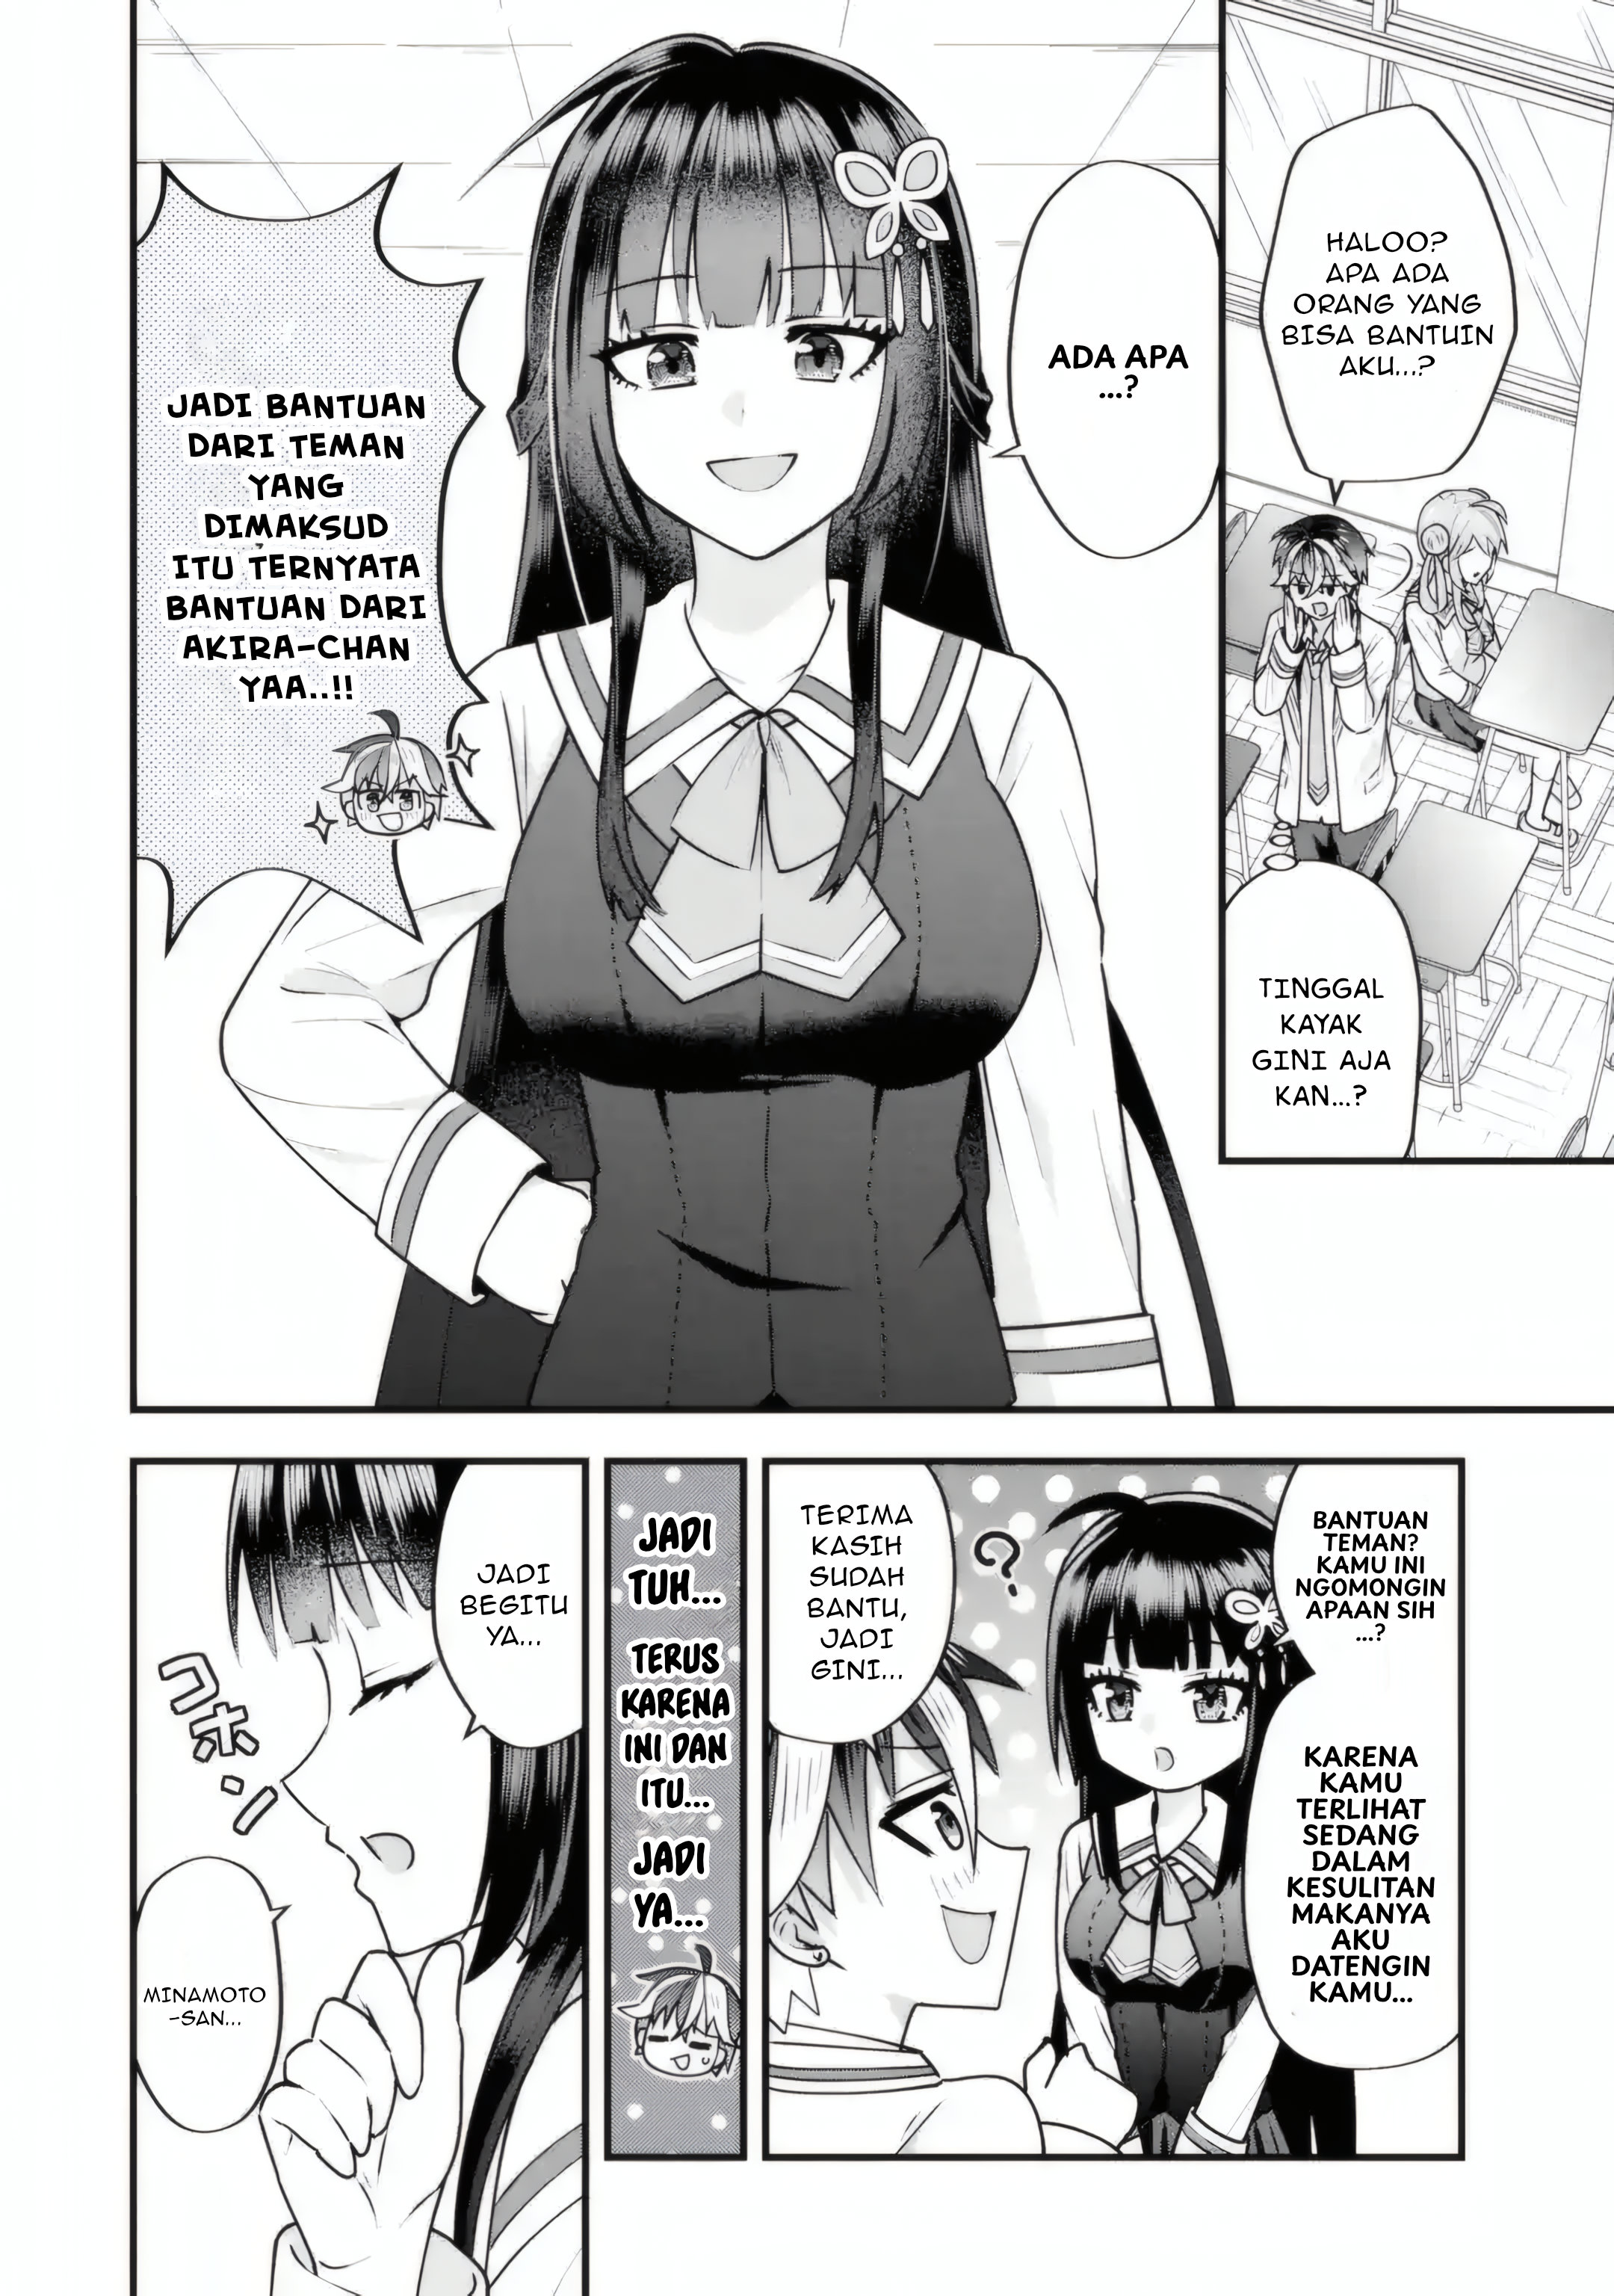 HALOO?
APA ADA
ORANG YANG
BISA BANTUIN
AKU...?
TINGGAL
KAYAK
GINI AJA
KAN...?
ADA APA
...?
JADI BANTUAN
DARI TEMAN
YANG
DIMAKSUD
ITU TERNYATA
BANTUAN DARI
AKIRA-CHAN
YAA..!!
BANTUAN
TEMAN?
KAMU INI
NGOMONGIN
APAAN SIH
...?
KARENA
KAMU
TERLIHAT
SEDANG
DALAM
KESULITAN
MAKANYA
AKU
DATENGIN
KAMU...
?
TERIMA
KASIH
SUDAH
BANTU,
JADI
GINI...
JADI
TUH...
TERUS
KARENA
INI DAN
ITU...
JADI
YA...
JADI
BEGITU
YA...
コホン
MINAMOTO
-SAN...